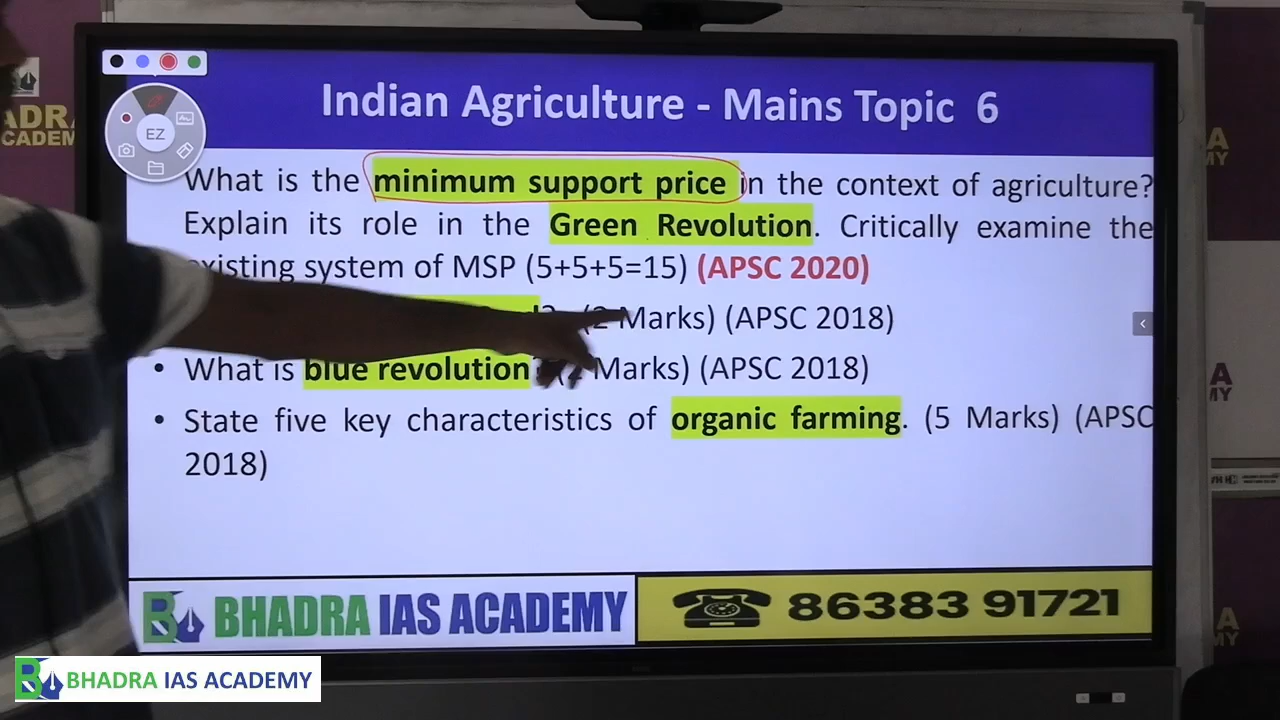 Indian Agriculture - Mains Topic 6
EZ
What is the minimum support price in the context of agriculture?
Explain its role in the Green Revolution. Critically examine the
existing system of MSP (5+5+5=15) (APSC 2020)
(2 Marks) (APSC 2018)
• What is blue revolution? (2 Marks) (APSC 2018)
• State five key characteristics of organic farming. (5 Marks) (APSC
2018)
BHADRA IAS ACADEMY
86383 91721
BHADRA IAS ACADEMY